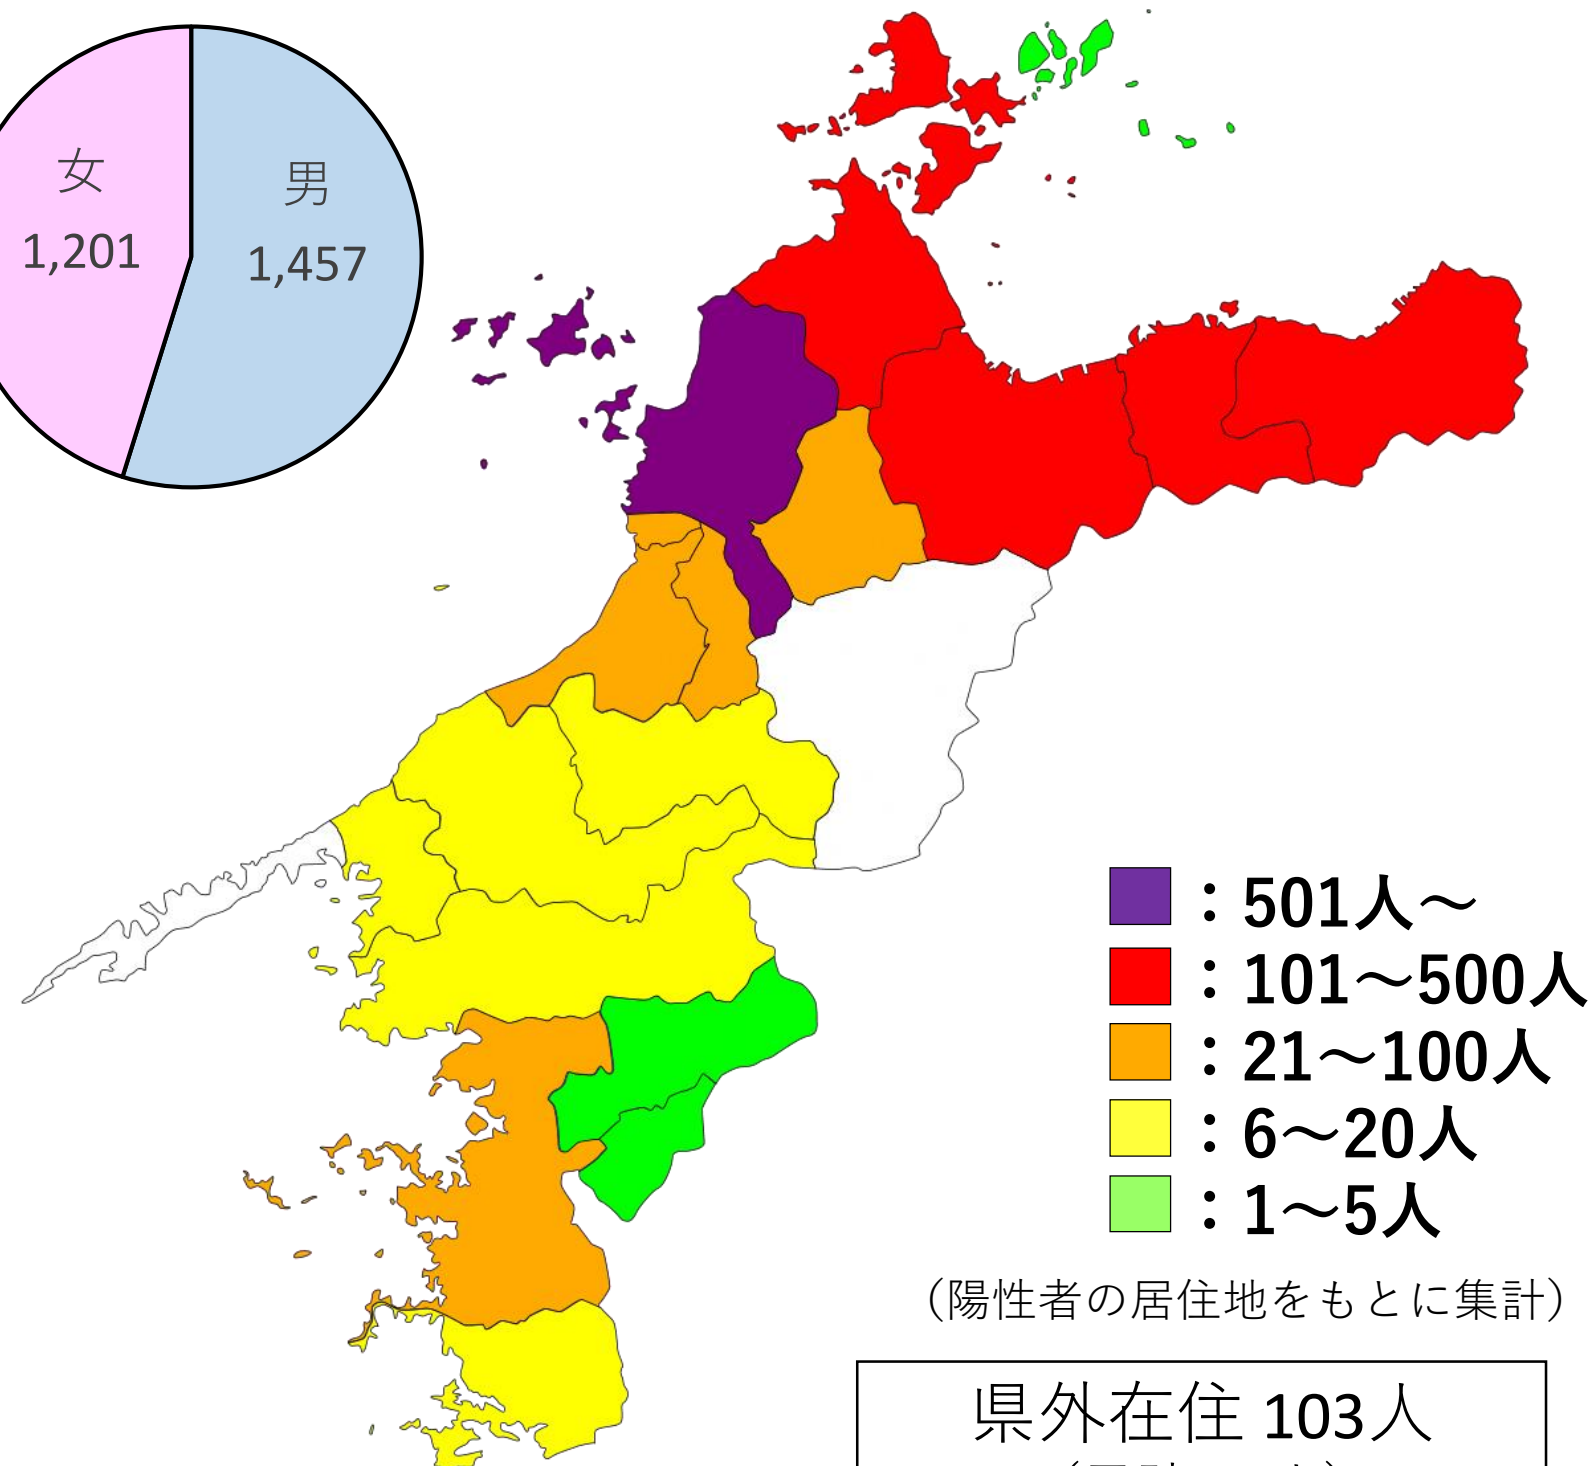 女
1,201
男
1,457
：501人～
：101～500人
：21～100人
：6～20人
：1～5人
（陽性者の居住地をもとに集計）
県外在住 103人